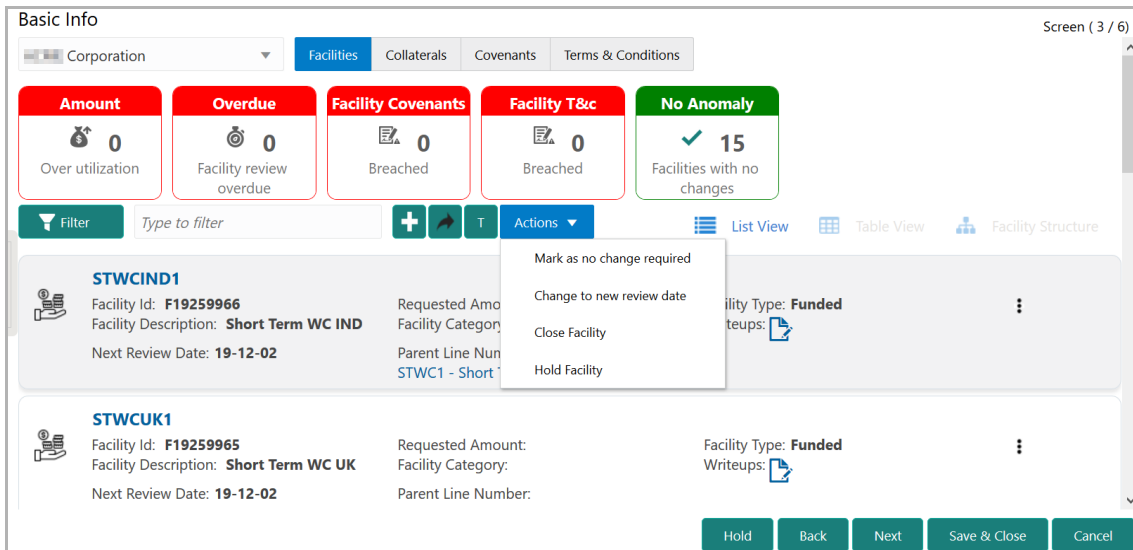 Basic Info
Screen ( 3 / 6)
Corporation
Facilities Collaterals Covenants Terms & Conditions
Amount Overdue Facility Covenants Facility T&c No Anomaly
0 0 0 0 15
Over utilization Facility review Breached Breached Facilities with no
overdue changes
Filter Type to filter T Actions List View Table View Facility Structure
Mark as no change required
Change to new review date
Close Facility
Hold Facility
STWCIND1
Facility Id: F19259966 Requested Facility Type: Funded
Facility Description: Short Term WC IND Facility Category Writeups:
Next Review Date: 19-12-02 Parent Line
STWC1 - Short
STWCUK1
Facility Id: F19259965 Requested Amount: Facility Type: Funded
Facility Description: Short Term WC UK Facility Category: Writeups:
Next Review Date: 19-12-02 Parent Line Number:
Hold Back Next Save & Close Cancel